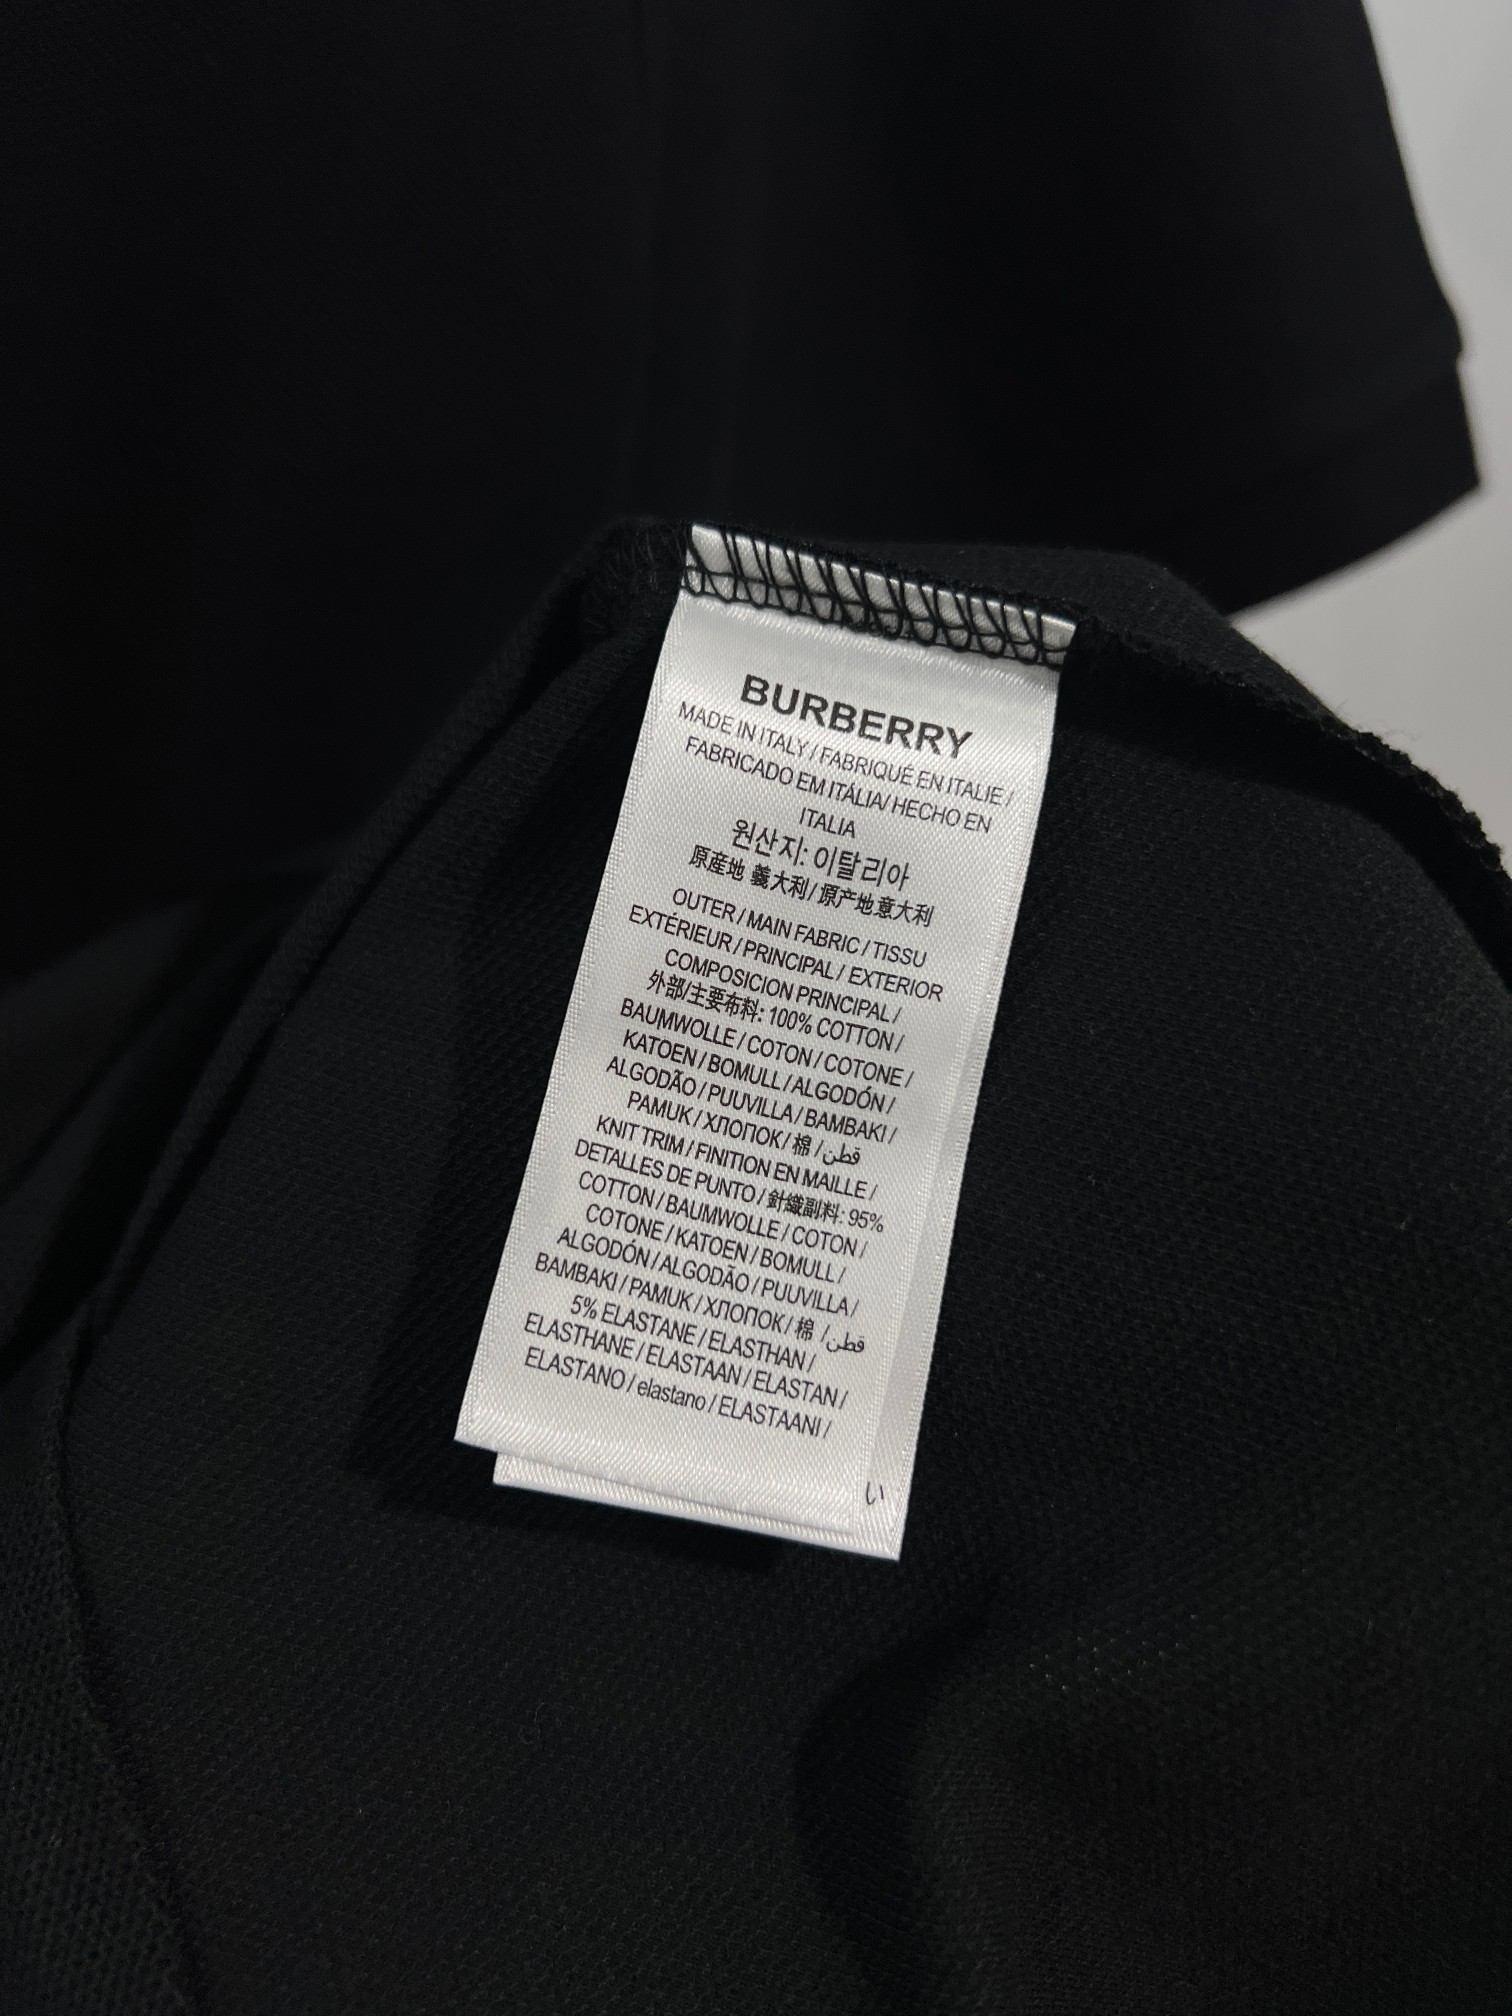 BURBERRY
MADE IN ITALY / FABRIQUÉ EN ITALIE /
FABRICADO EM ITÁLIA/ HECHO EN
ITALIA
원산지: 이탈리아
原産地 義大利/ 原产地意大利
OUTER / MAIN FABRIC / TISSU
EXTÉRIEUR / PRINCIPAL / EXTERIOR
COMPOSICION PRINCIPAL /
外部/主要布料: 100% COTTON /
BAUMWOLLE / COTON / COTONE /
KATOEN / BOMULL / ALGODÓN /
ALGODÃO / PUUVILLA / BAMBAKI /
PAMUK / ХЛОПОК / 棉 / قطن
KNIT TRIM / FINITION EN MAILLE /
DETALLES DE PUNTO / 針織副料: 95%
COTTON / BAUMWOLLE / COTON /
COTONE / KATOEN / BOMULL /
ALGODÓN / ALGODÃO / PUUVILLA /
BAMBAKI / PAMUK / ХЛОПОК / 棉 / قطن
5% ELASTANE / ELASTHAN /
ELASTHANE / ELASTAAN / ELASTAN /
ELASTANO / elastano / ELASTAANI /
い